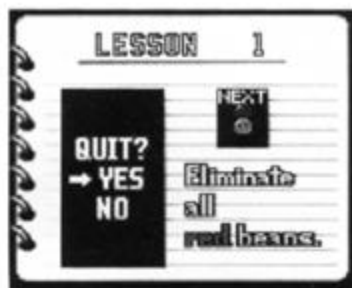 LESSON 1
NEXT
QUIT?
→ YES
NO
Eliminate
all
red beans.